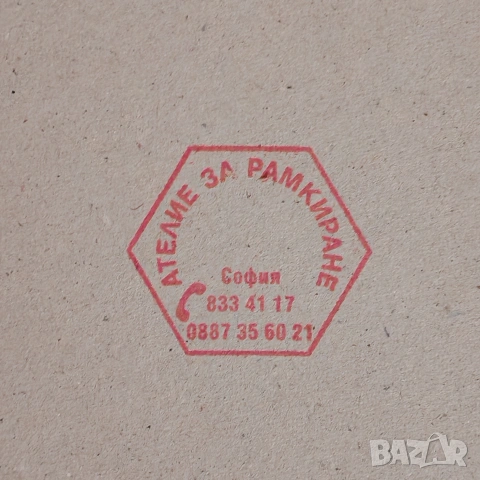 АТЕЛИЕ ЗА РАМКИРАНЕ
София
833 41 17
0887 35 60 21
BAZAR